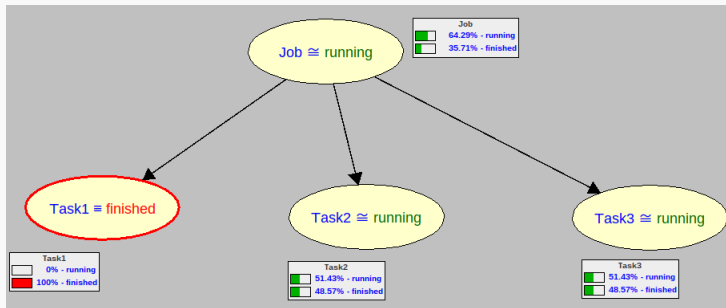 Job
64.29% - running
35.71% - finished
Job ≅ running
Task1 ≡ finished
Task2 ≅ running
Task3 ≅ running
Task1
0% - running
100% - finished
Task2
51.43% - running
48.57% - finished
Task3
51.43% - running
48.57% - finished